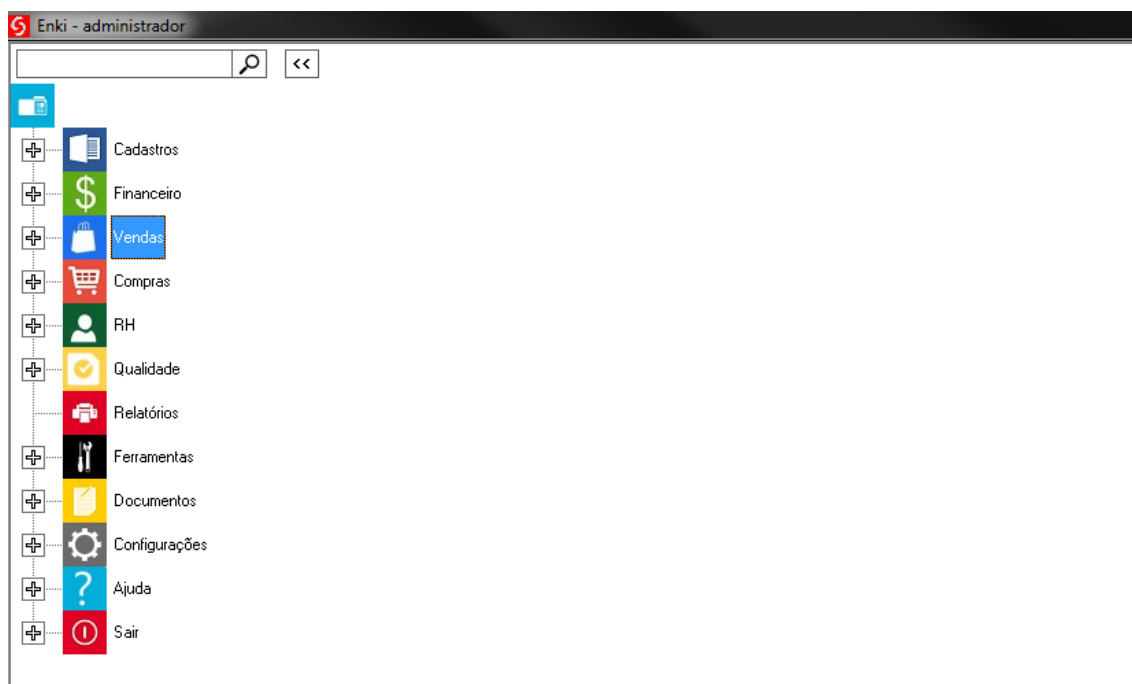 Enki - administrador
<<
Cadastros
Financeiro
Vendas
Compras
RH
Qualidade
Relatórios
Ferramentas
Documentos
Configurações
Ajuda
Sair